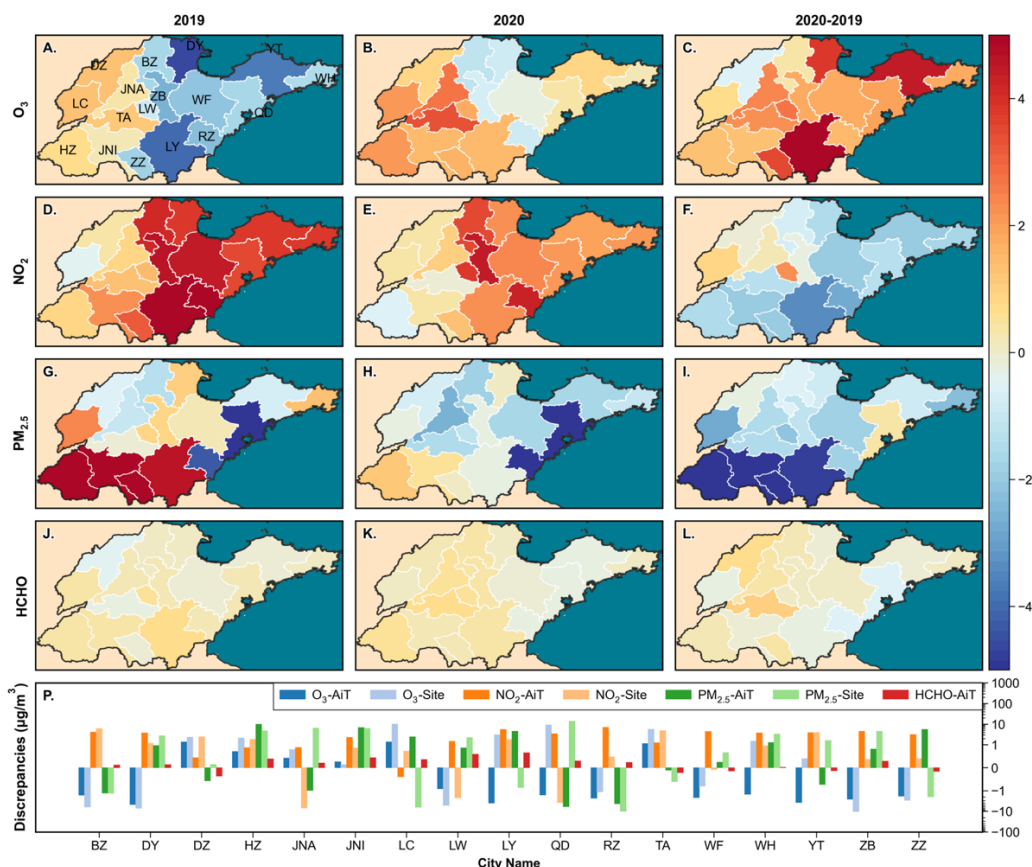 2019 2020 2020-2019
A. B. C.
DZ BZ DY YT WH
JNA ZB
LC LW WF
TA QD
HZ JNI ZZ LY RZ
O3
D. E. F.
NO2
G. H. I.
PM2.5
J. K. L.
HCHO
4
2
0
−2
−4
P. O3-AiT O3-Site NO2-AiT NO2-Site PM2.5-AiT PM2.5-Site HCHO-AiT
Discrepancies (μg/m3)
1000
100
10
1
0
-1
-10
-100
BZ DY DZ HZ JNA JNI LC LW LY QD RZ TA WF WH YT ZB ZZ
City Name